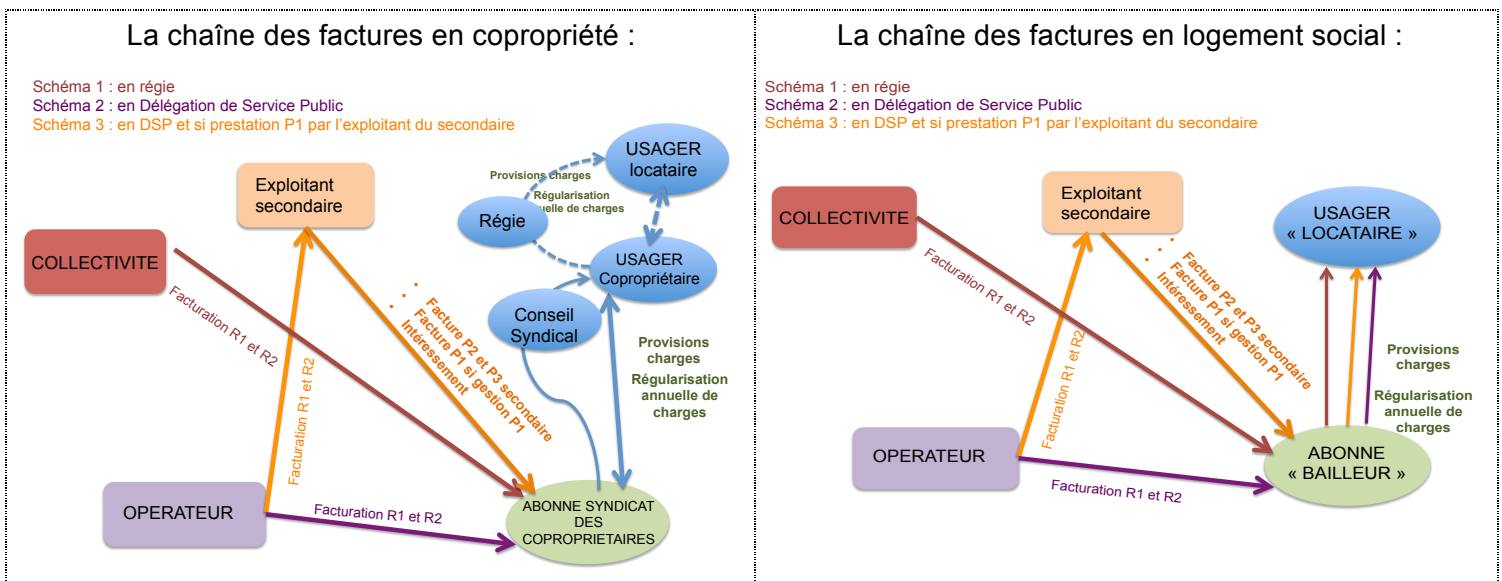 La chaîne des factures en copropriété :
Schéma 1 : en régie
Schéma 2 : en Délégation de Service Public
Schéma 3 : en DSP et si prestation P1 par l'exploitant du secondaire
USAGER
locataire
Provisions charges
Régularisation
uelle de charges
Exploitant
secondaire
Régie
COLLECTIVITE
USAGER
Copropriétaire
Facturation R1 et R2
Facture P2 et P3 secondaire
Facture P1 si gestion P1
Intéressement
Conseil
Syndical
Provisions
charges
Régularisation
annuelle de
charges
Facturation R1 et R2
OPERATEUR
Facturation R1 et R2
ABONNE SYNDICAT
DES
COPROPRIETAIRES
La chaîne des factures en logement social :
Schéma 1 : en régie
Schéma 2 : en Délégation de Service Public
Schéma 3 : en DSP et si prestation P1 par l'exploitant du secondaire
Exploitant
secondaire
COLLECTIVITE
USAGER
« LOCATAIRE »
Facturation R1 et R2
Facture P2 et P3 secondaire
Facture P1 si gestion P1
Intéressement
Provisions
charges
Régularisation
annuelle de
charges
Facturation R1 et R2
OPERATEUR
Facturation R1 et R2
ABONNE
« BAILLEUR »